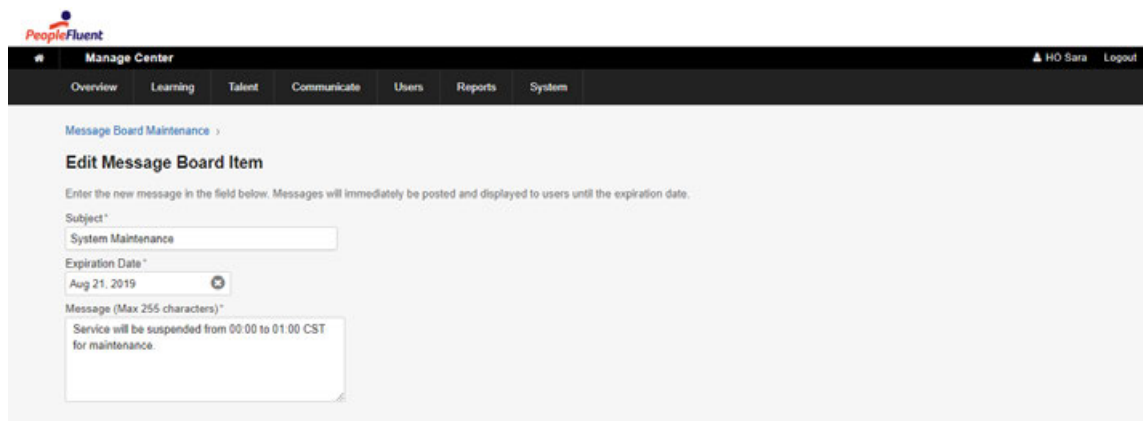 PeopleFluent
Manage Center HO Sara Logout
Overview Learning Talent Communicate Users Reports System
Message Board Maintenance ›
Edit Message Board Item
Enter the new message in the field below. Messages will immediately be posted and displayed to users until the expiration date.
Subject*
System Maintenance
Expiration Date*
Aug 21, 2019
Message (Max 255 characters)*
Service will be suspended from 00:00 to 01:00 CST
for maintenance.